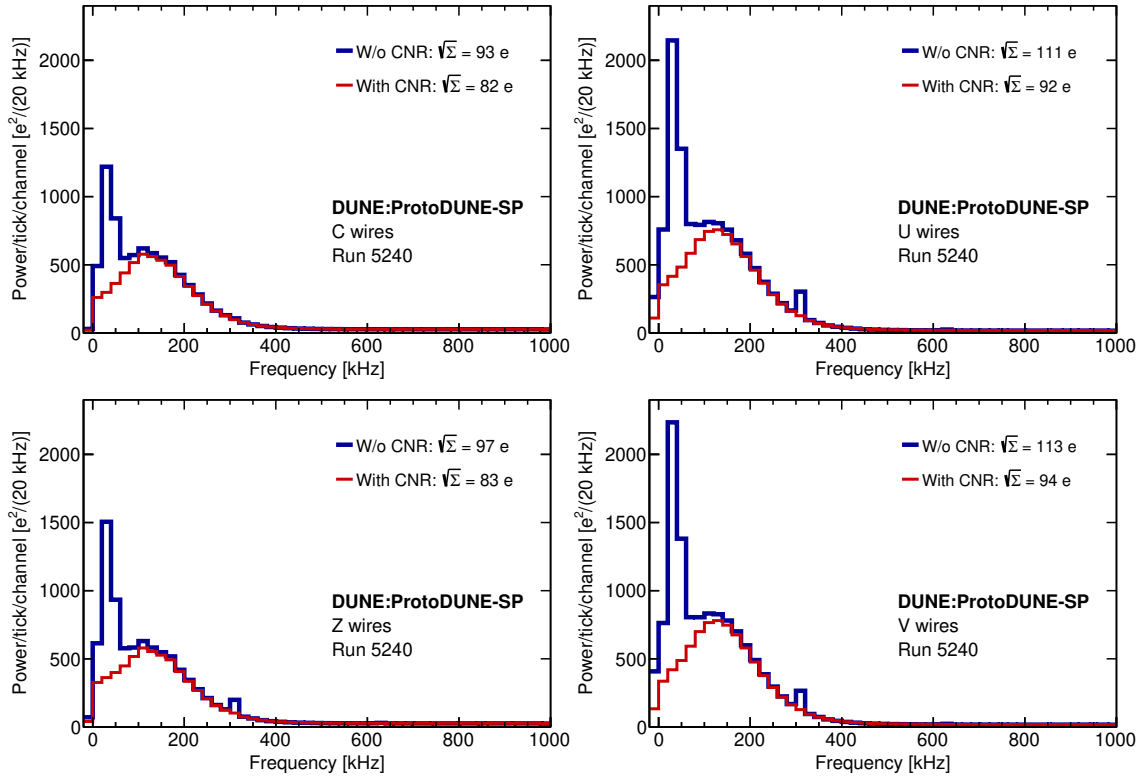 Power/tick/channel [e²/(20 kHz)]
2000
1500
1000
500
0
W/o CNR: √Σ = 93 e
With CNR: √Σ = 82 e
DUNE:ProtoDUNE-SP
C wires
Run 5240
0 200 400 600 800 1000
Frequency [kHz]
Power/tick/channel [e²/(20 kHz)]
2000
1500
1000
500
0
W/o CNR: √Σ = 111 e
With CNR: √Σ = 92 e
DUNE:ProtoDUNE-SP
U wires
Run 5240
0 200 400 600 800 1000
Frequency [kHz]
Power/tick/channel [e²/(20 kHz)]
2000
1500
1000
500
0
W/o CNR: √Σ = 97 e
With CNR: √Σ = 83 e
DUNE:ProtoDUNE-SP
Z wires
Run 5240
0 200 400 600 800 1000
Frequency [kHz]
Power/tick/channel [e²/(20 kHz)]
2000
1500
1000
500
0
W/o CNR: √Σ = 113 e
With CNR: √Σ = 94 e
DUNE:ProtoDUNE-SP
V wires
Run 5240
0 200 400 600 800 1000
Frequency [kHz]